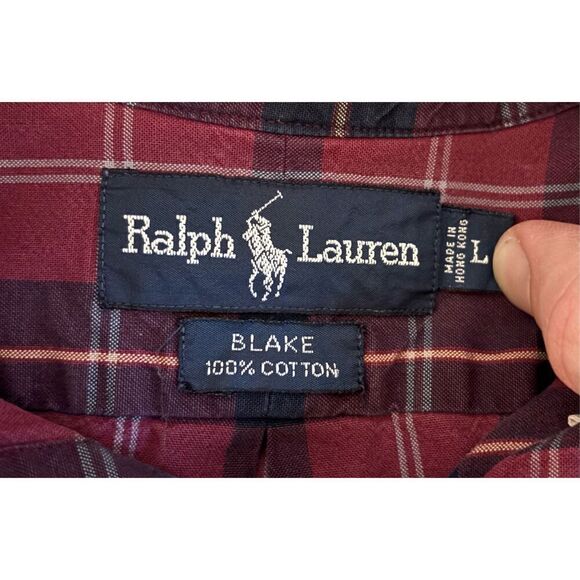 Ralph Lauren
MADE IN
HONG KONG
L
BLAKE
100% COTTON